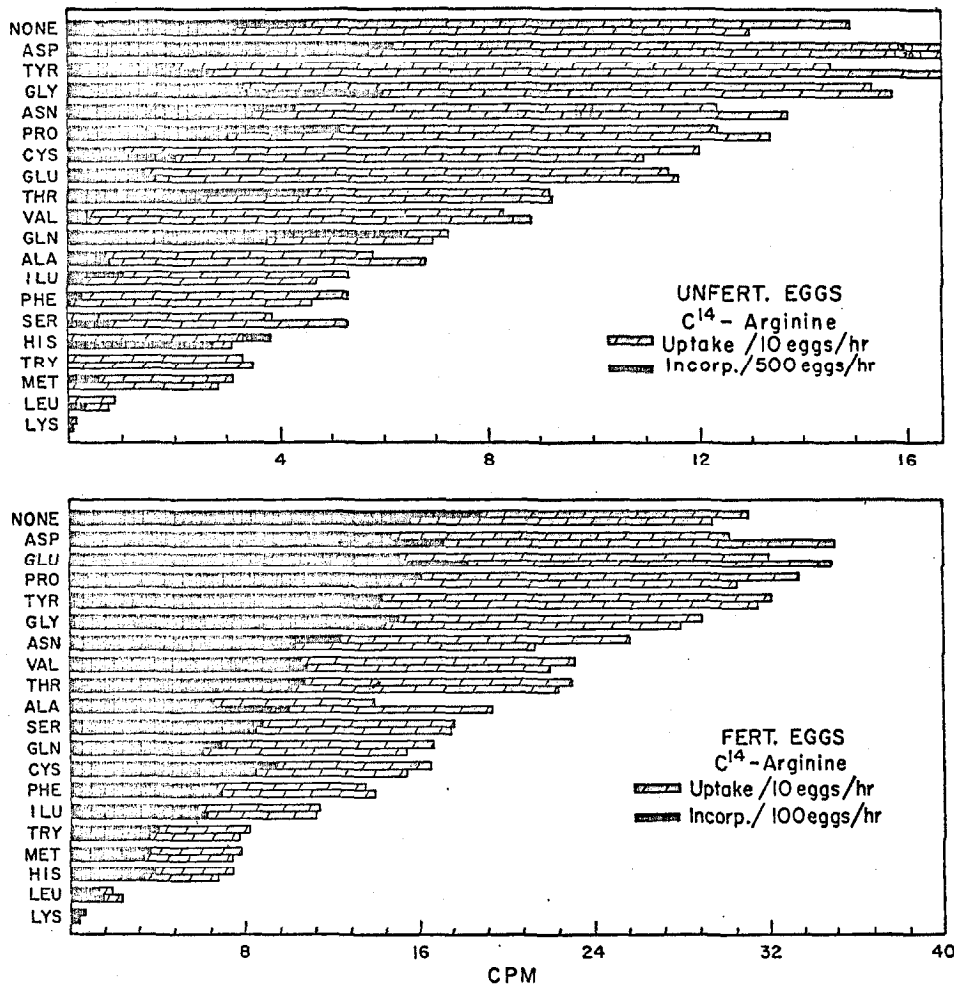 NONE
ASP
TYR
GLY
ASN
PRO
CYS
GLU
THR
VAL
GLN
ALA
ILU
PHE
SER
HIS
TRY
MET
LEU
LYS
UNFERT. EGGS
C¹⁴- Arginine
Uptake /10 eggs/hr
Incorp./500 eggs/hr
4 8 12 16
NONE
ASP
GLU
PRO
TYR
GLY
ASN
VAL
THR
ALA
SER
GLN
CYS
PHE
ILU
TRY
MET
HIS
LEU
LYS
FERT. EGGS
C¹⁴-Arginine
Uptake /10 eggs/hr
Incorp./ 100eggs/hr
8 16 24 32 40
CPM